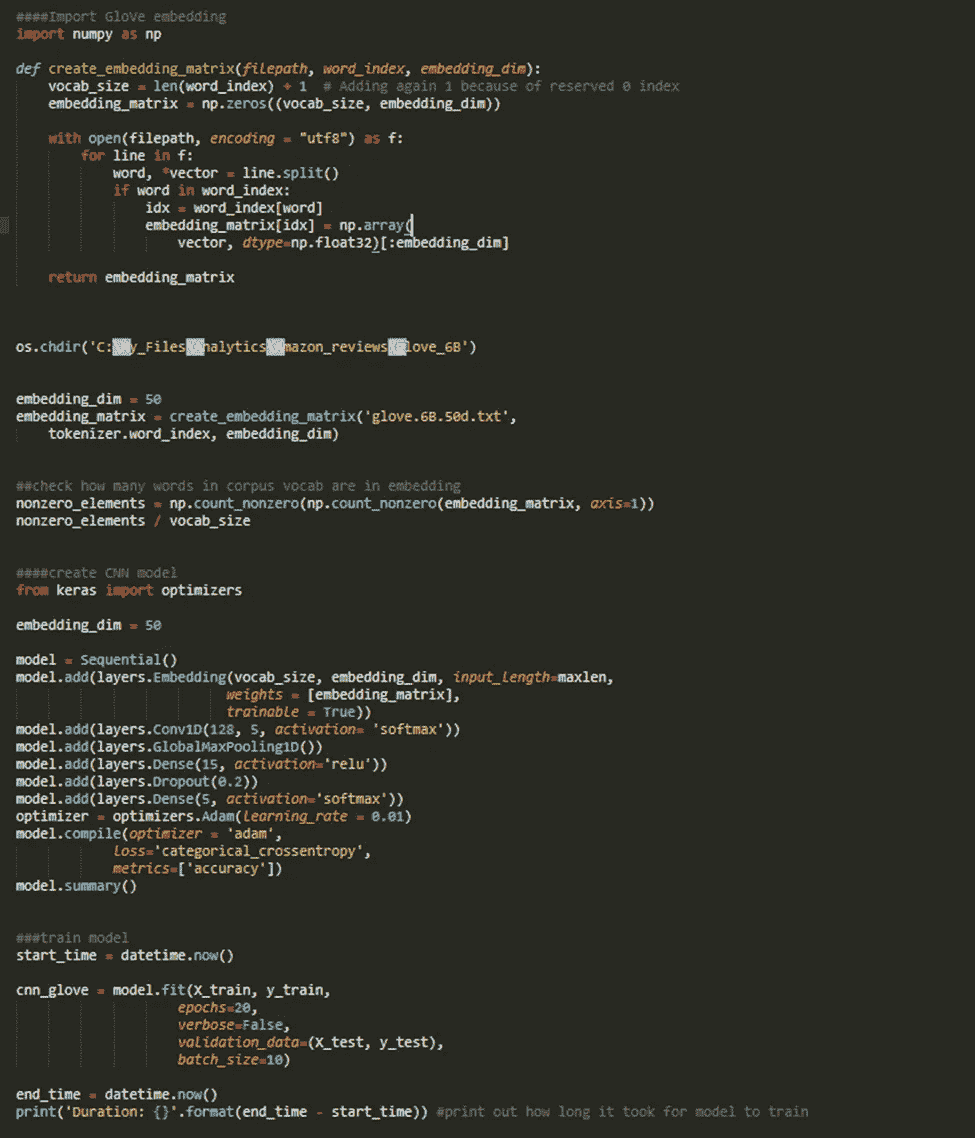 ####Import GloVe embedding
import numpy as np
def create_embedding_matrix(filepath, word_index, embedding_dim):
    vocab_size = len(word_index) + 1  # Adding again 1 because of reserved 0 index
    embedding_matrix = np.zeros((vocab_size, embedding_dim))
    with open(filepath, encoding = "utf8") as f:
        for line in f:
            word, *vector = line.split()
            if word in word_index:
                idx = word_index[word]
                embedding_matrix[idx] = np.array(
                    vector, dtype=np.float32)[:embedding_dim]
    return embedding_matrix
os.chdir('C:y_Filesnalyticsmazon_reviewslove_6B')
embedding_dim = 50
embedding_matrix = create_embedding_matrix('glove.6B.50d.txt',
    tokenizer.word_index, embedding_dim)
##check how many words in corpus vocab are in embedding
nonzero_elements = np.count_nonzero(np.count_nonzero(embedding_matrix, axis=1))
nonzero_elements / vocab_size
####create CNN model
from keras import optimizers
embedding_dim = 50
model = Sequential()
model.add(layers.Embedding(vocab_size, embedding_dim, input_length=maxlen,
                          weights = [embedding_matrix],
                          trainable = True))
model.add(layers.Conv1D(128, 5, activation= 'softmax'))
model.add(layers.GlobalMaxPooling1D())
model.add(layers.Dense(15, activation='relu'))
model.add(layers.Dropout(0.2))
model.add(layers.Dense(5, activation='softmax'))
optimizer = optimizers.Adam(learning_rate = 0.01)
model.compile(optimizer = 'adam',
            loss='categorical_crossentropy',
            metrics=['accuracy'])
model.summary()
###train model
start_time = datetime.now()
cnn_glove = model.fit(X_train, y_train,
                    epochs=20,
                    verbose=False,
                    validation_data=(X_test, y_test),
                    batch_size=10)
end_time = datetime.now()
print('Duration: {}'.format(end_time - start_time)) #print out how long it took for model to train